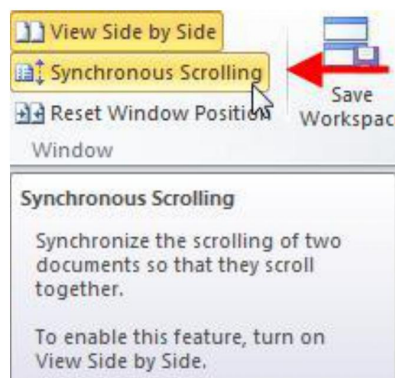 View Side by Side
Synchronous Scrolling
Reset Window Position
Save
Workspac
Window
Synchronous Scrolling
Synchronize the scrolling of two
documents so that they scroll
together.
To enable this feature, turn on
View Side by Side.